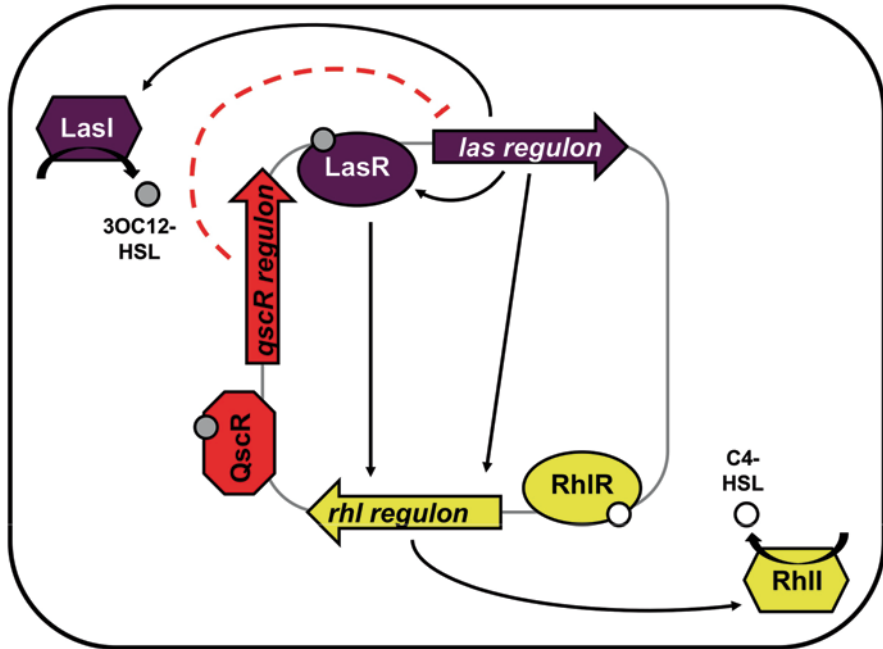 LasI
3OC12-
HSL
LasR
las regulon
qscR regulon
QscR
rhl regulon
RhlR
C4-
HSL
RhlI